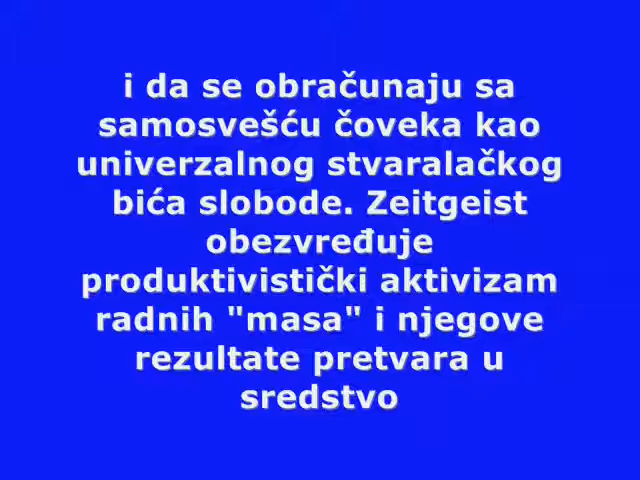 i da se obračunaju sa
samosvešću čoveka kao
univerzalnog stvaralačkog
bića slobode. Zeitgeist
obezvređuje
produktivistički aktivizam
radnih "masa" i njegove
rezultate pretvara u
sredstvo